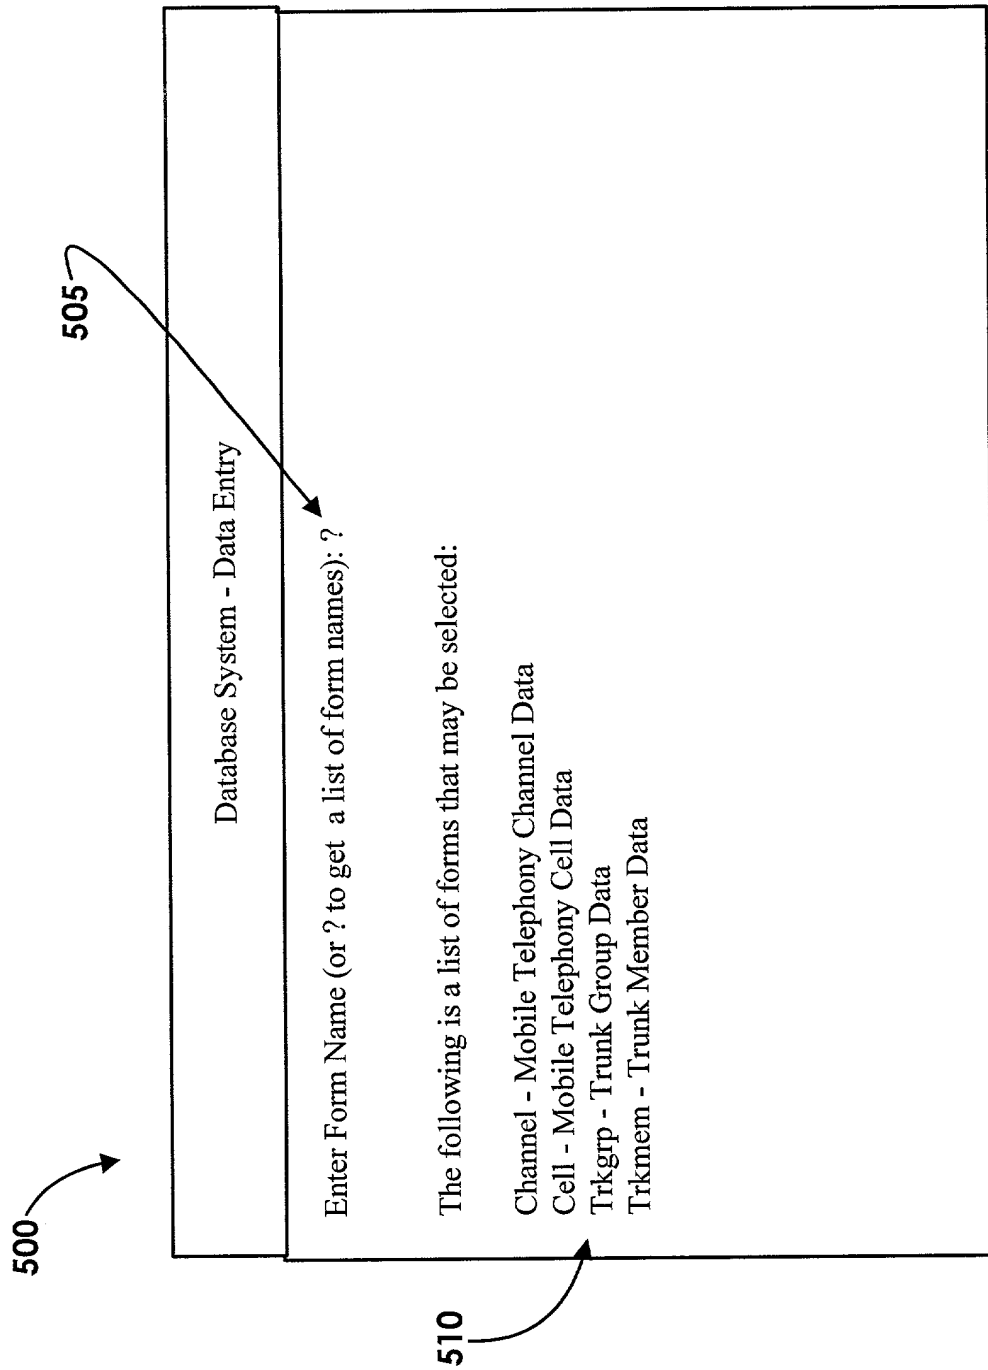 500
505
Database System - Data Entry
Enter Form Name (or ? to get a list of form names): ?
The following is a list of forms that may be selected:
510
Channel - Mobile Telephony Channel Data
Cell - Mobile Telephony Cell Data
Trkgrp - Trunk Group Data
Trkmem - Trunk Member Data